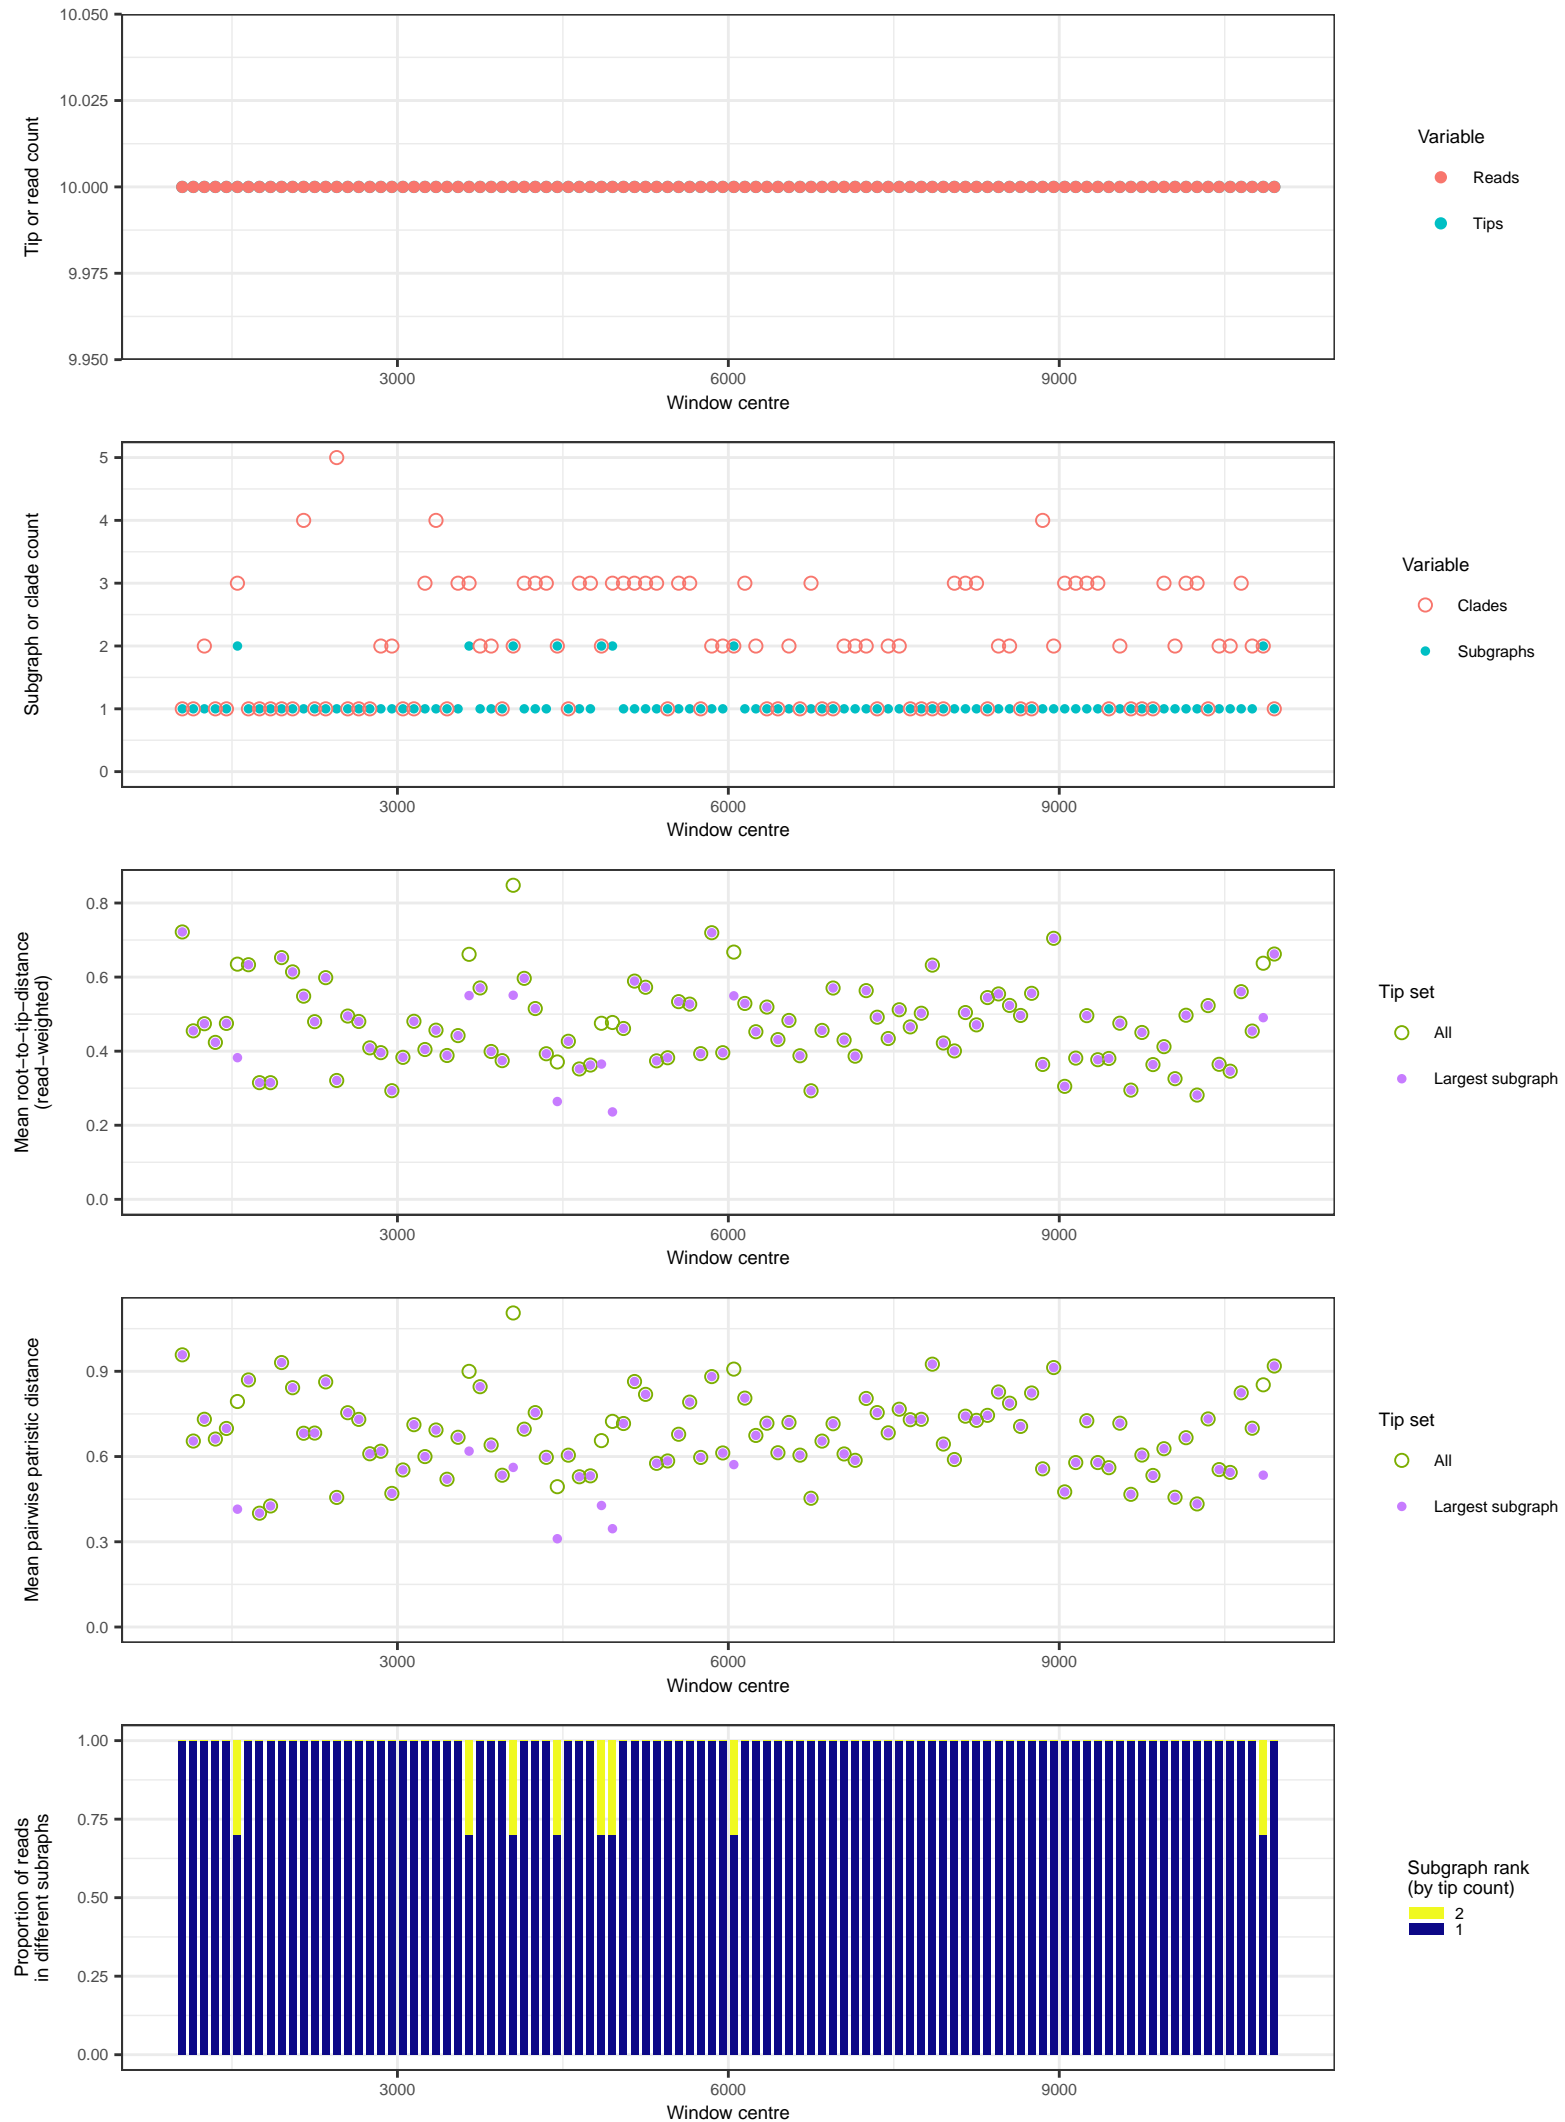 10.050
10.025
10.000
9.975
9.950
Tip or read count
3000
6000
9000
Window centre
Variable
Reads
Tips
5
4
3
2
1
0
Subgraph or clade count
3000
6000
9000
Window centre
Variable
Clades
Subgraphs
0.8
0.6
0.4
0.2
0.0
Mean root−to−tip−distance
(read−weighted)
3000
6000
9000
Window centre
Tip set
All
Largest subgraph
0.9
0.6
0.3
0.0
Mean pairwise patristic distance
3000
6000
9000
Window centre
Tip set
All
Largest subgraph
1.00
0.75
0.50
0.25
0.00
Proportion of reads
in different subraphs
3000
6000
9000
Window centre
Subgraph rank
(by tip count)
2
1